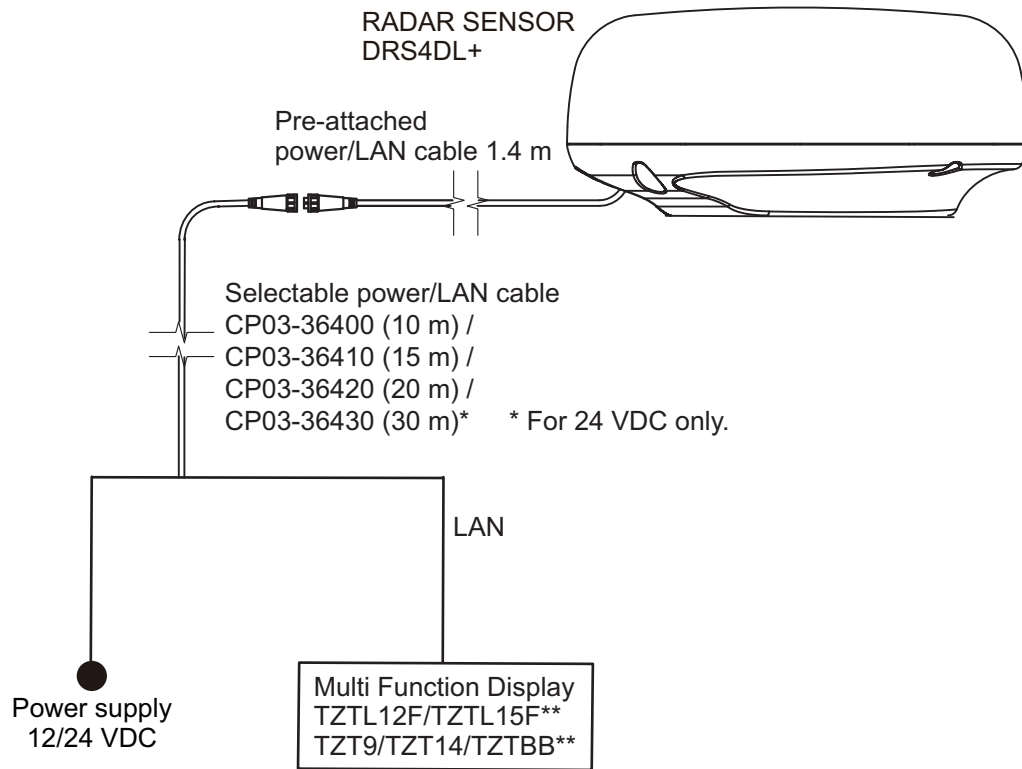 RADAR SENSOR
DRS4DL+
Pre-attached
power/LAN cable 1.4 m
Selectable power/LAN cable
CP03-36400 (10 m) /
CP03-36410 (15 m) /
CP03-36420 (20 m) /
CP03-36430 (30 m)* * For 24 VDC only.
LAN
Power supply
12/24 VDC
Multi Function Display
TZTL12F/TZTL15F**
TZT9/TZT14/TZTBB**